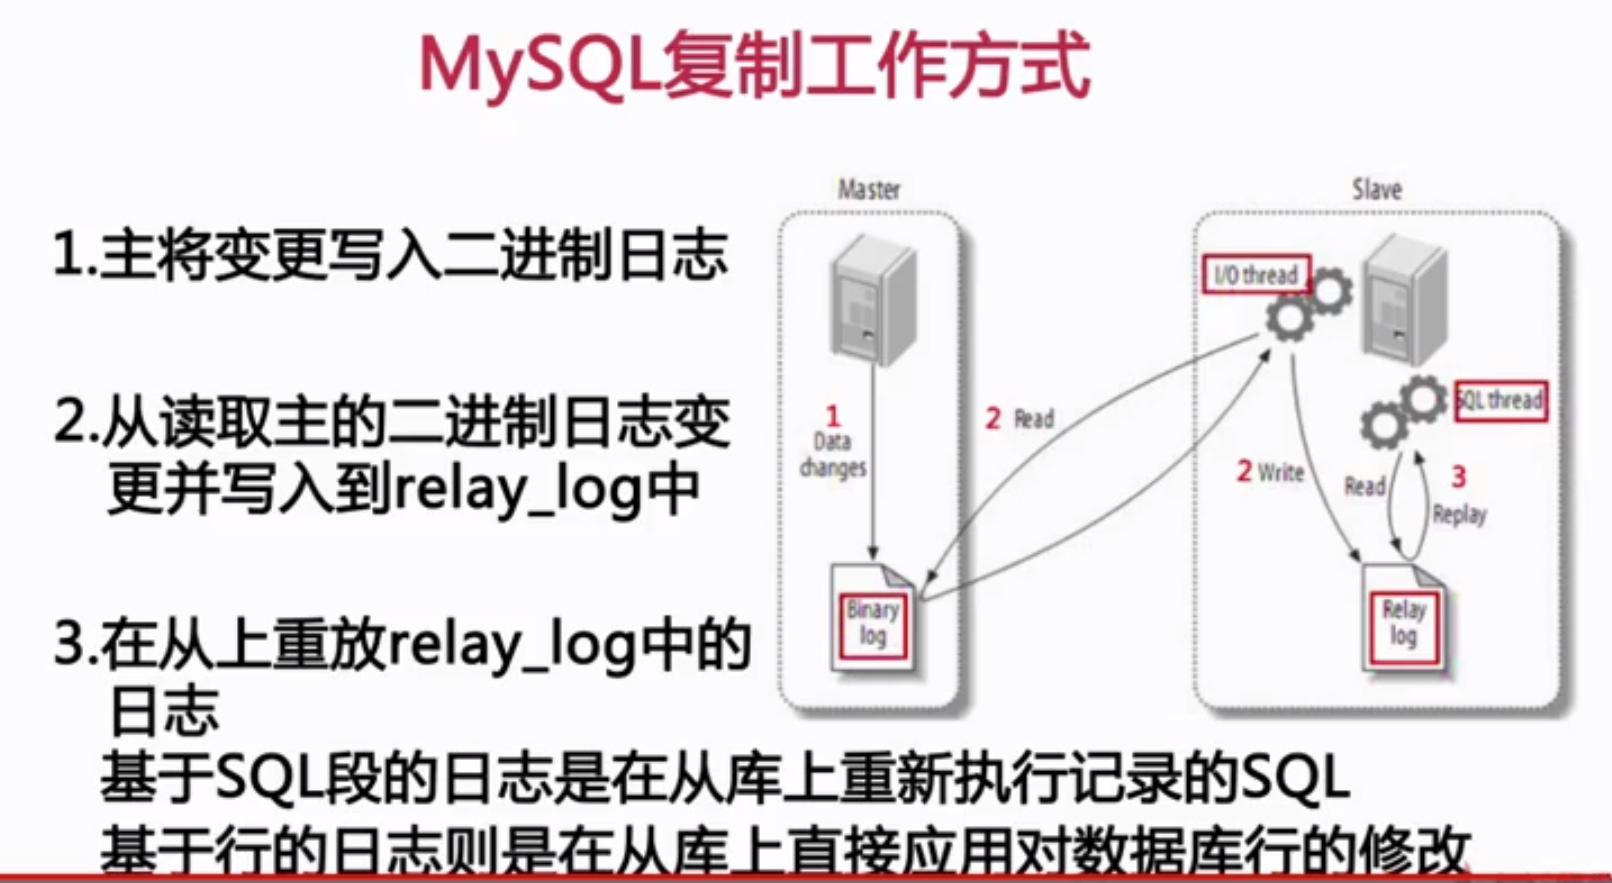 MySQL复制工作方式
1.主将变更写入二进制日志
2.从读取主的二进制日志变
更并写入到relay_log中
3.在从上重放relay_log中的
日志
基于SQL段的日志是在从库上重新执行记录的SQL
基于行的日志则是在从库上直接应用对数据库行的修改
Master
1
Data
changes
Binary
log
2 Read
Slave
I/O thread
SQL thread
2 Write
Read
3
Replay
Relay
log